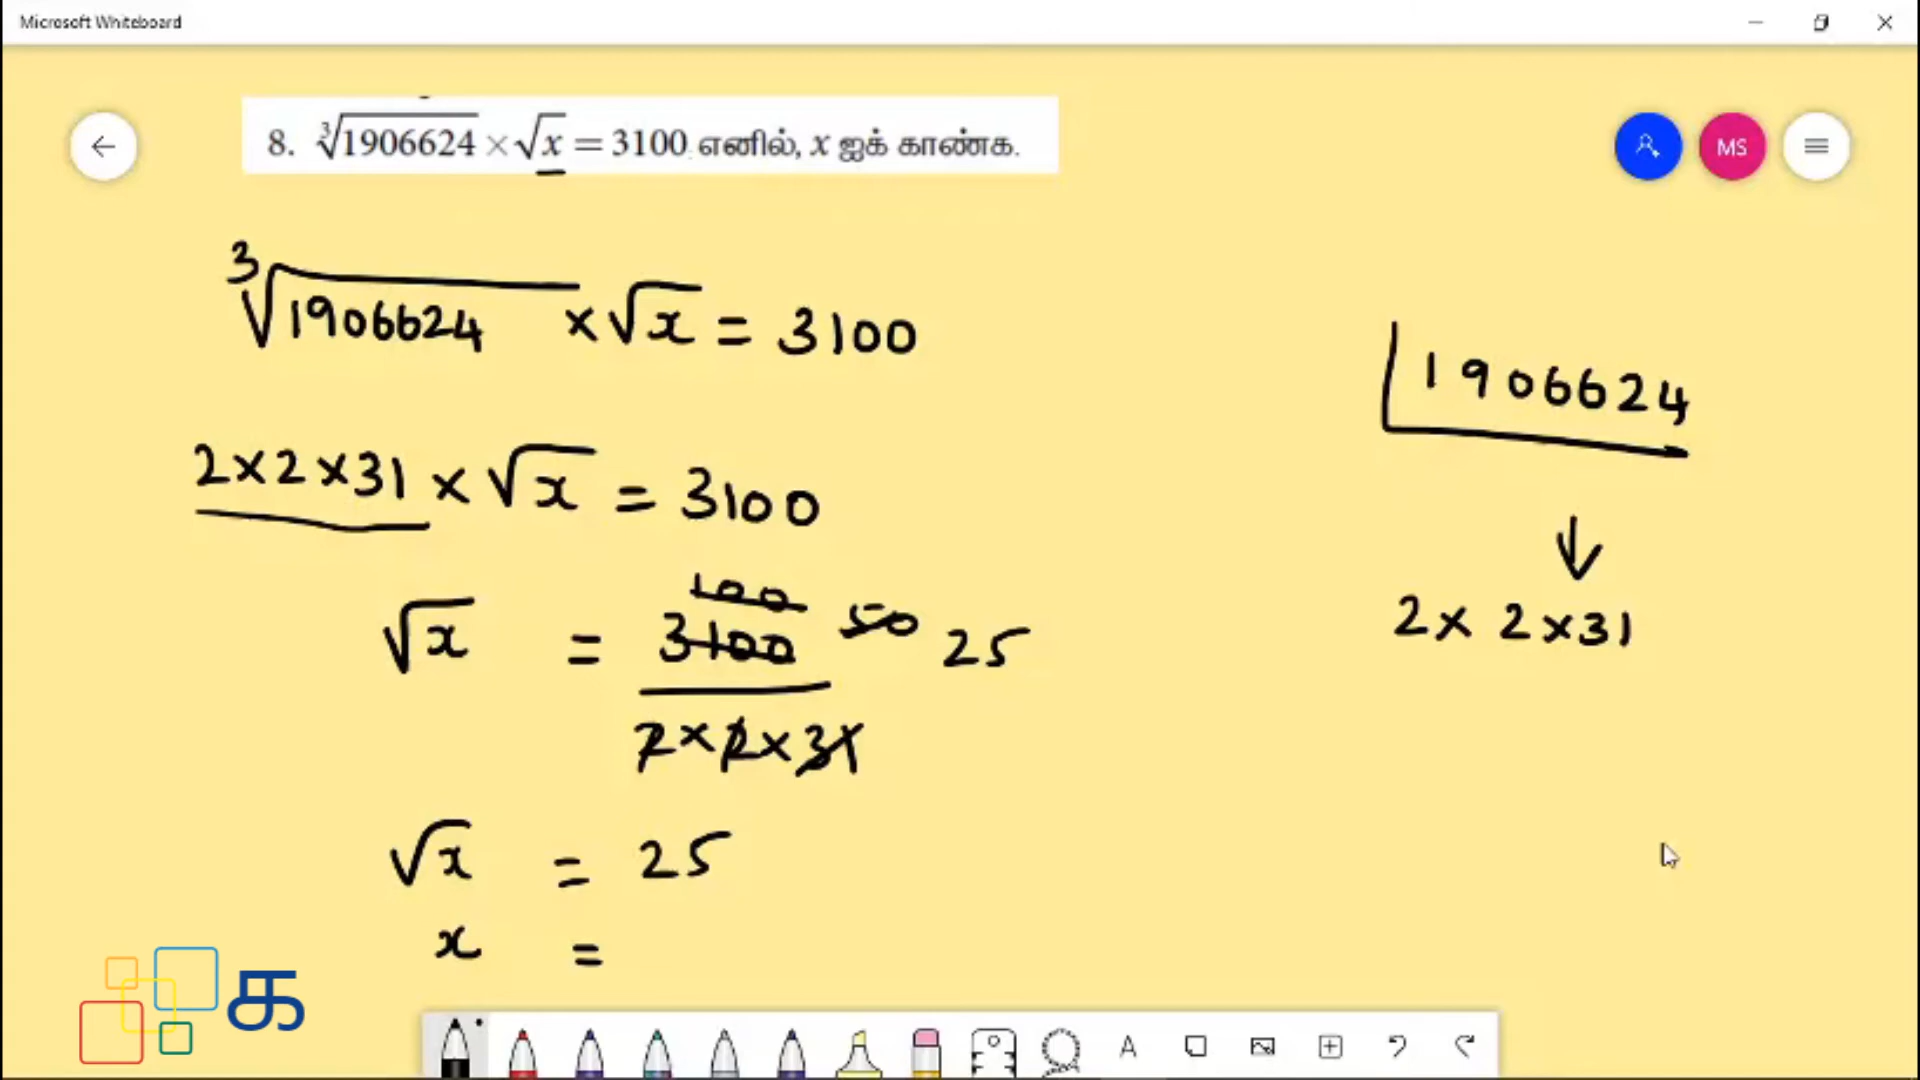 Microsoft Whiteboard
8. ∛1906624 × √x = 3100 எனில், x ஐக் காண்க.
MS
∛1906624 × √x = 3100
1906624
2×2×31 × √x = 3100
100
√x = 3100 50 25
2×2×31
2× 2×31
√x = 25
x =
க